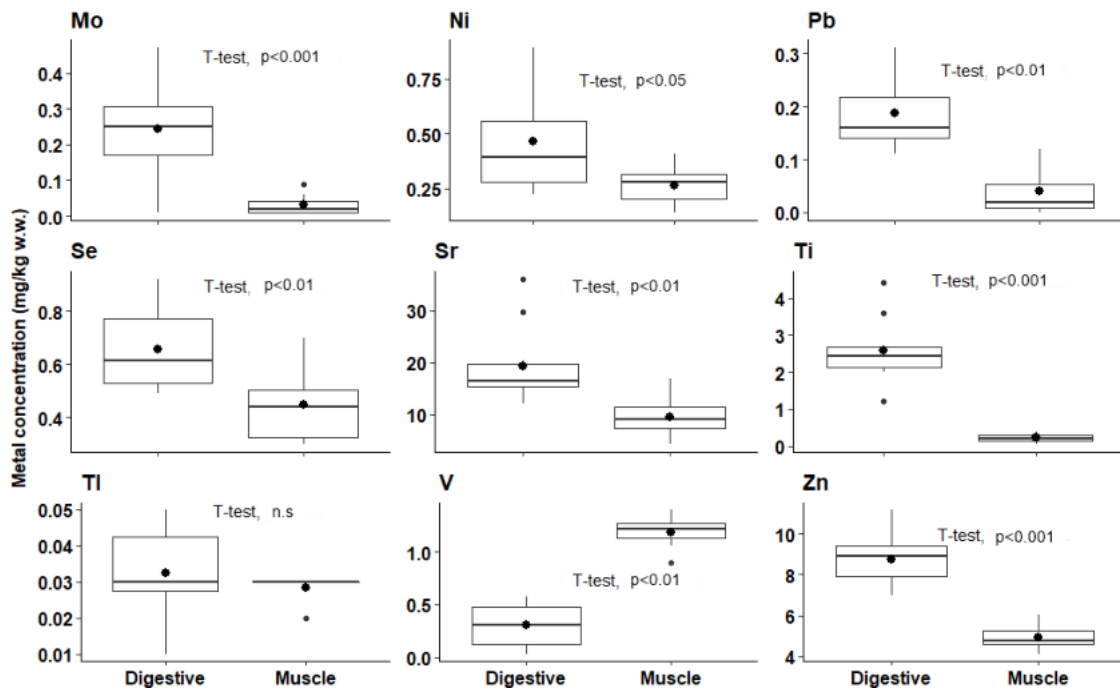 Metal concentration (mg/kg w.w.)
Mo
T-test, p<0.001
0.4
0.3
0.2
0.1
0.0
Ni
T-test, p<0.05
0.75
0.50
0.25
Pb
T-test, p<0.01
0.3
0.2
0.1
0.0
Se
T-test, p<0.01
0.8
0.6
0.4
Sr
T-test, p<0.01
30
20
10
Ti
T-test, p<0.001
4
3
2
1
0
Tl
T-test, n.s
0.05
0.04
0.03
0.02
0.01
Digestive Muscle
V
T-test, p<0.01
1.0
0.5
0.0
Digestive Muscle
Zn
T-test, p<0.001
10
8
6
4
Digestive Muscle